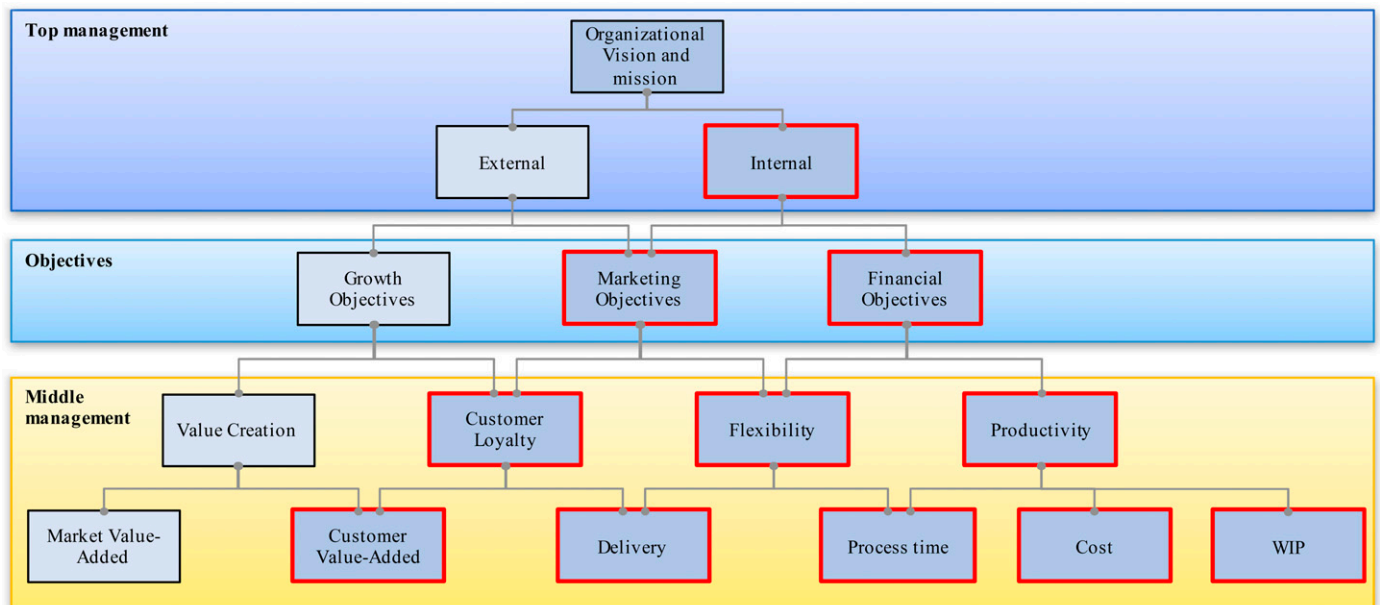 Top management
Organizational
Vision and
mission
External
Internal
Objectives
Growth
Objectives
Marketing
Objectives
Financial
Objectives
Middle
management
Value Creation
Customer
Loyalty
Flexibility
Productivity
Market Value-
Added
Customer
Value-Added
Delivery
Process time
Cost
WIP